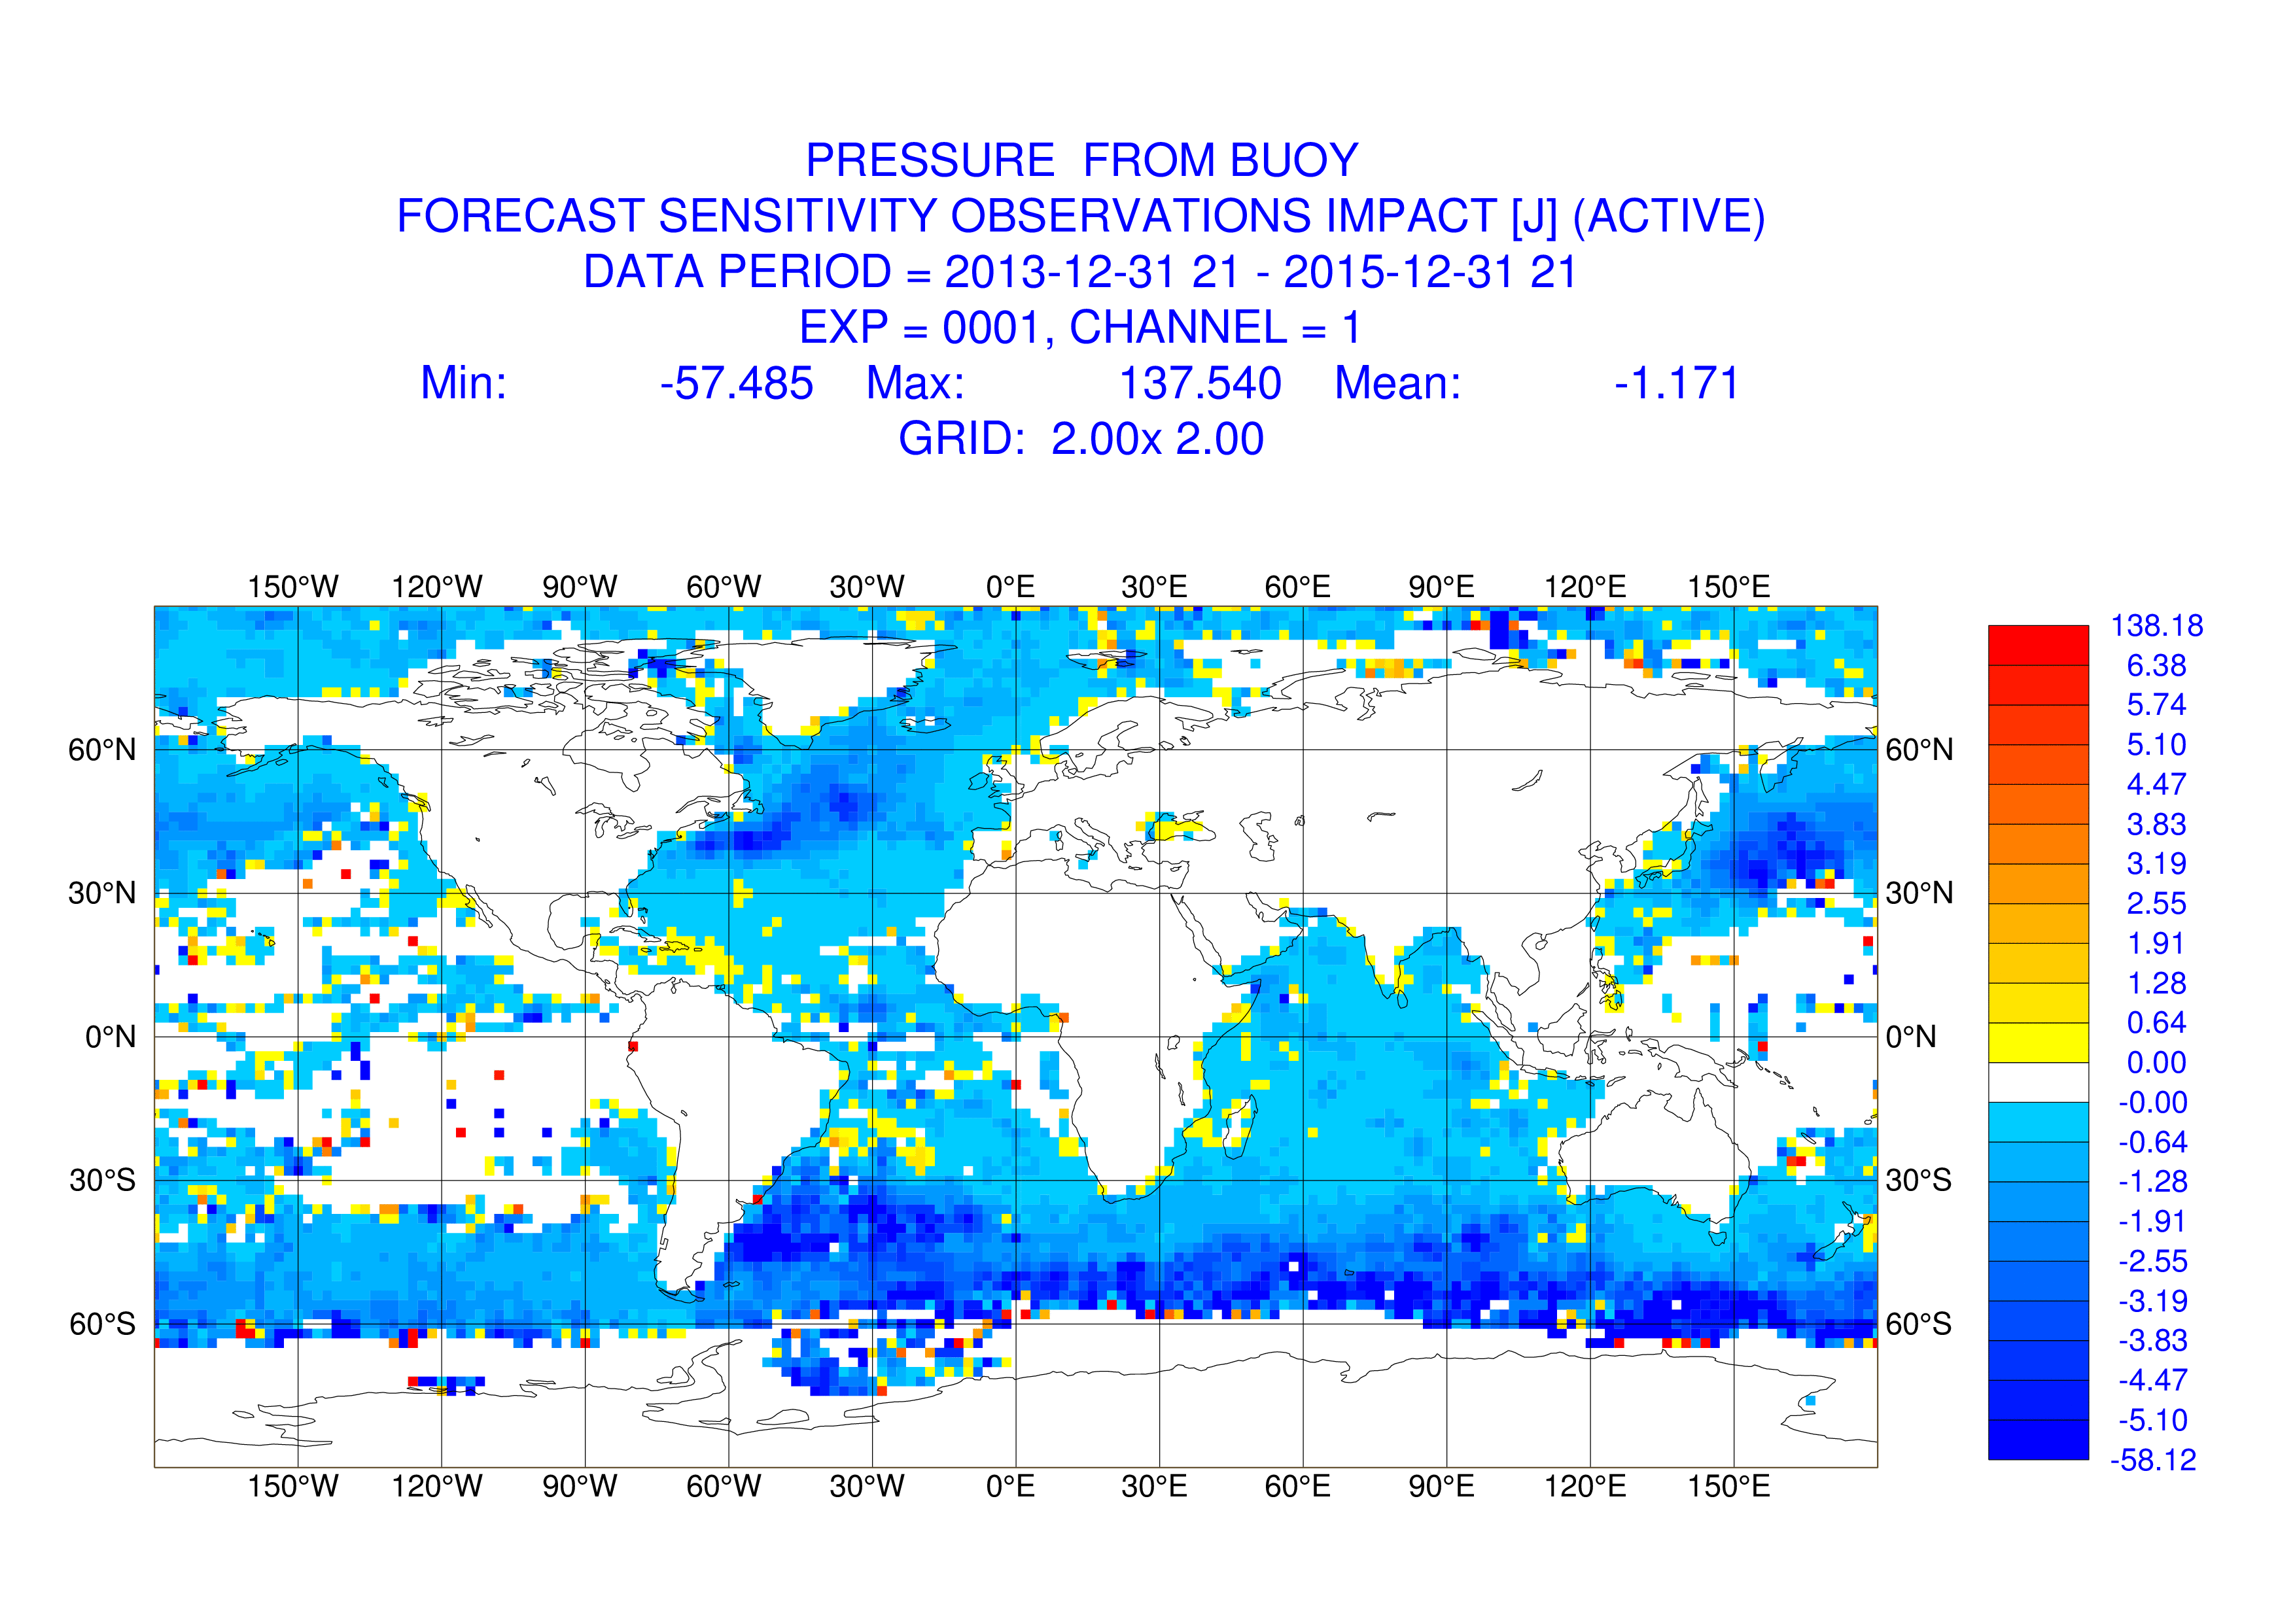 PRESSURE FROM BUOY
FORECAST SENSITIVITY OBSERVATIONS IMPACT [J] (ACTIVE)
DATA PERIOD = 2013-12-31 21 - 2015-12-31 21
EXP = 0001, CHANNEL = 1
Min: -57.485 Max: 137.540 Mean: -1.171
GRID: 2.00x 2.00
150°W 120°W 90°W 60°W 30°W 0°E 30°E 60°E 90°E 120°E 150°E
60°N 60°N
30°N 30°N
0°N 0°N
30°S 30°S
60°S 60°S
150°W 120°W 90°W 60°W 30°W 0°E 30°E 60°E 90°E 120°E 150°E
138.18
6.38
5.74
5.10
4.47
3.83
3.19
2.55
1.91
1.28
0.64
0.00
-0.00
-0.64
-1.28
-1.91
-2.55
-3.19
-3.83
-4.47
-5.10
-58.12